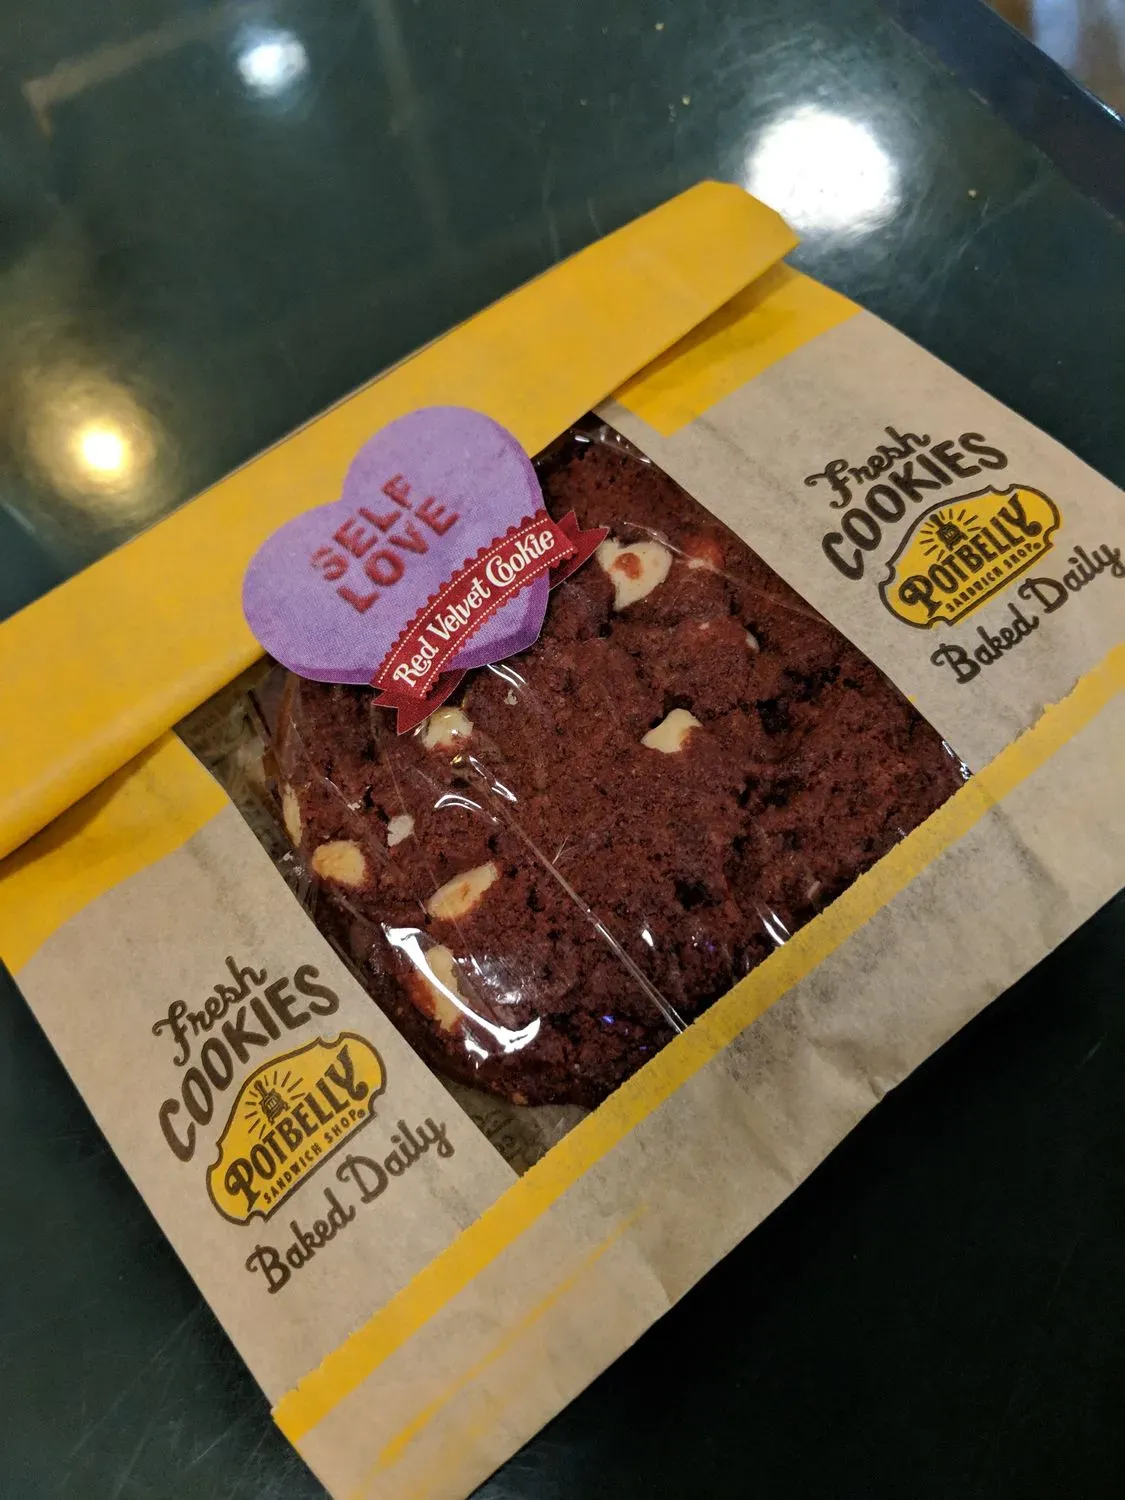 SELF
LOVE
Red Velvet Cookie
Fresh
COOKIES
POTBELLY
SANDWICH SHOP®
Baked Daily
Fresh
COOKIES
POTBELLY
SANDWICH SHOP®
Baked Daily